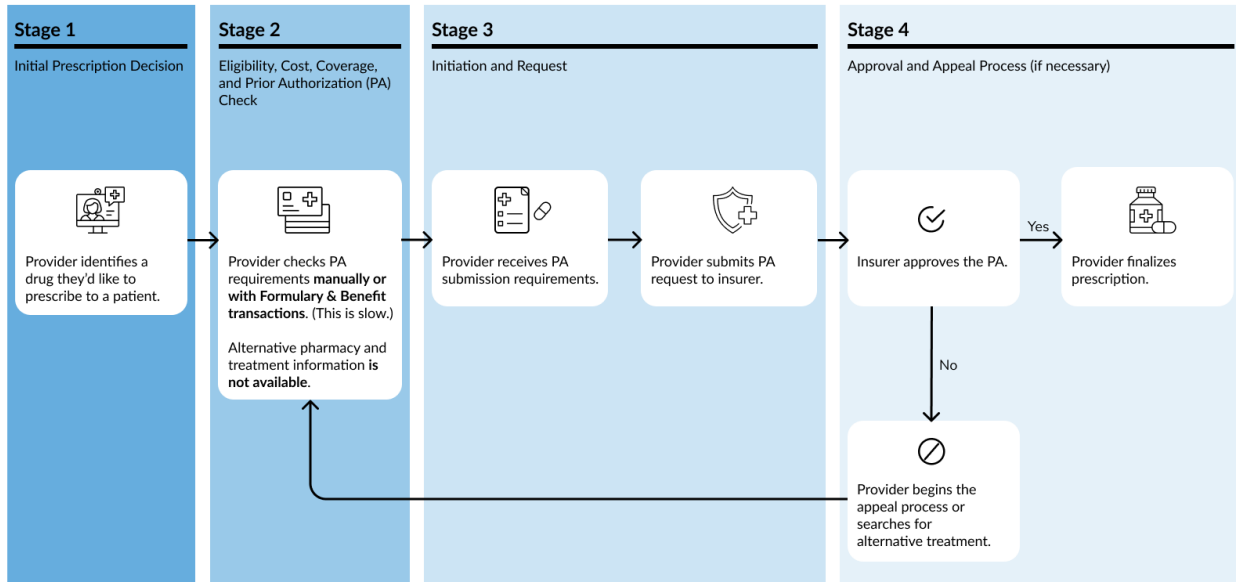 Stage 1
Initial Prescription Decision
Provider identifies a
drug they'd like to
prescribe to a patient.
Stage 2
Eligibility, Cost, Coverage,
and Prior Authorization (PA)
Check
Provider checks PA
requirements manually or
with Formulary & Benefit
transactions. (This is slow.)
Alternative pharmacy and
treatment information is
not available.
Stage 3
Initiation and Request
Provider receives PA
submission requirements.
Provider submits PA
request to insurer.
Stage 4
Approval and Appeal Process (if necessary)
Insurer approves the PA.
Yes
Provider finalizes
prescription.
No
Provider begins the
appeal process or
searches for
alternative treatment.